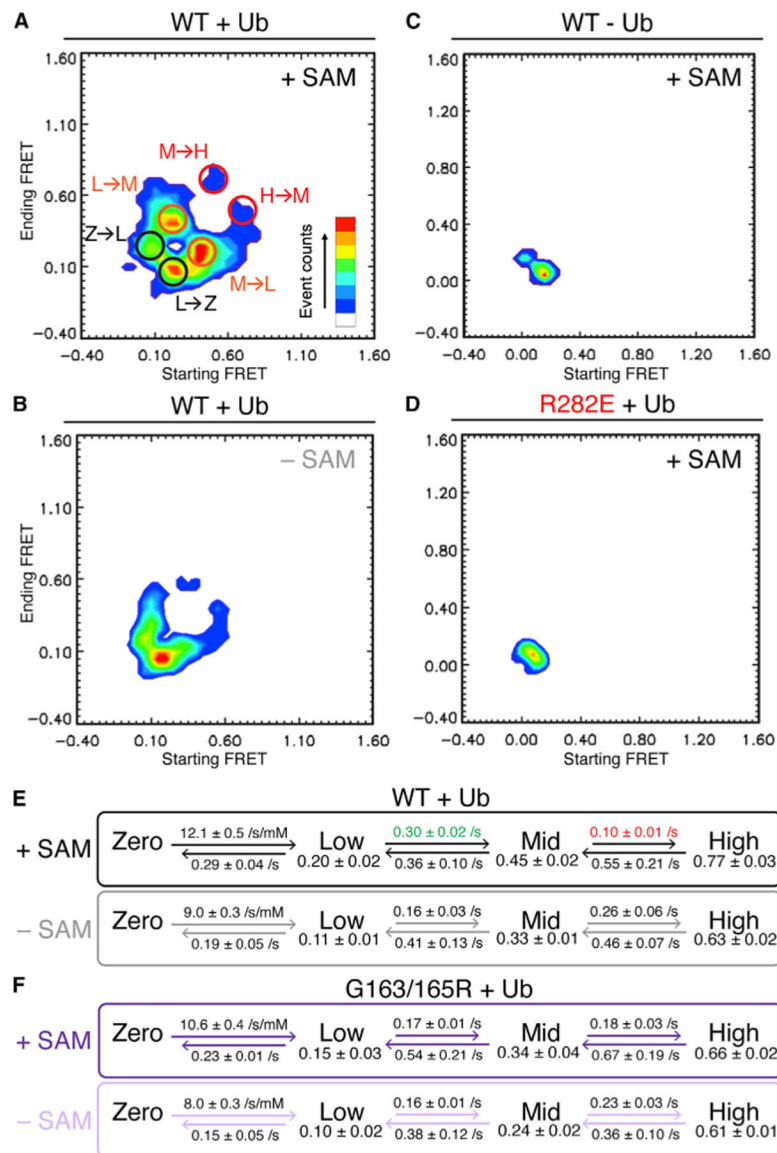 A
WT + Ub
1.60
1.10
0.60
0.10
−0.40
Ending FRET
+ SAM
M→H
L→M
H→M
Z→L
M→L
L→Z
Event counts
−0.40 0.10 0.60 1.10 1.60
Starting FRET
C
WT - Ub
1.60
1.20
0.80
0.40
0.00
−0.40
+ SAM
−0.40 0.00 0.40 0.80 1.20 1.60
Starting FRET
B
WT + Ub
1.60
1.10
0.60
0.10
−0.40
Ending FRET
− SAM
−0.40 0.10 0.60 1.10 1.60
Starting FRET
D
R282E + Ub
1.60
1.20
0.80
0.40
0.00
−0.40
+ SAM
−0.40 0.00 0.40 0.80 1.20 1.60
Starting FRET
E
WT + Ub
+ SAM
12.1 ± 0.5 /s/mM 0.30 ± 0.02 /s 0.10 ± 0.01 /s
Zero Low Mid High
0.29 ± 0.04 /s 0.20 ± 0.02 0.36 ± 0.10 /s 0.45 ± 0.02 0.55 ± 0.21 /s 0.77 ± 0.03
− SAM
9.0 ± 0.3 /s/mM 0.16 ± 0.03 /s 0.26 ± 0.06 /s
Zero Low Mid High
0.19 ± 0.05 /s 0.11 ± 0.01 0.41 ± 0.13 /s 0.33 ± 0.01 0.46 ± 0.07 /s 0.63 ± 0.02
F
G163/165R + Ub
+ SAM
10.6 ± 0.4 /s/mM 0.17 ± 0.01 /s 0.18 ± 0.03 /s
Zero Low Mid High
0.23 ± 0.01 /s 0.15 ± 0.03 0.54 ± 0.21 /s 0.34 ± 0.04 0.67 ± 0.19 /s 0.66 ± 0.02
− SAM
8.0 ± 0.3 /s/mM 0.16 ± 0.01 /s 0.23 ± 0.03 /s
Zero Low Mid High
0.15 ± 0.05 /s 0.10 ± 0.02 0.38 ± 0.12 /s 0.24 ± 0.02 0.36 ± 0.10 /s 0.61 ± 0.01